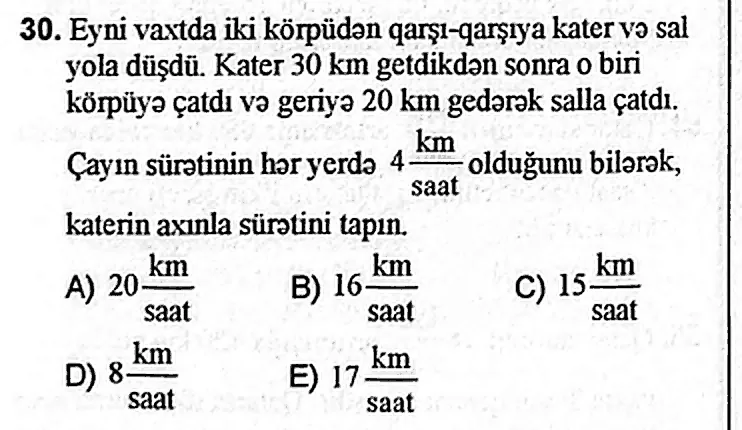 30. Eyni vaxtda iki körpüdən qarşı-qarşıya kater və sal
yola düşdü. Kater 30 km getdikdən sonra o biri
körpüyə çatdı və geriyə 20 km gedərək salla çatdı.
Çayın sürətinin hər yerdə 4 km/saat olduğunu bilərək,
katerin axınla sürətini tapın.
A) 20 km/saat B) 16 km/saat C) 15 km/saat
D) 8 km/saat E) 17 km/saat